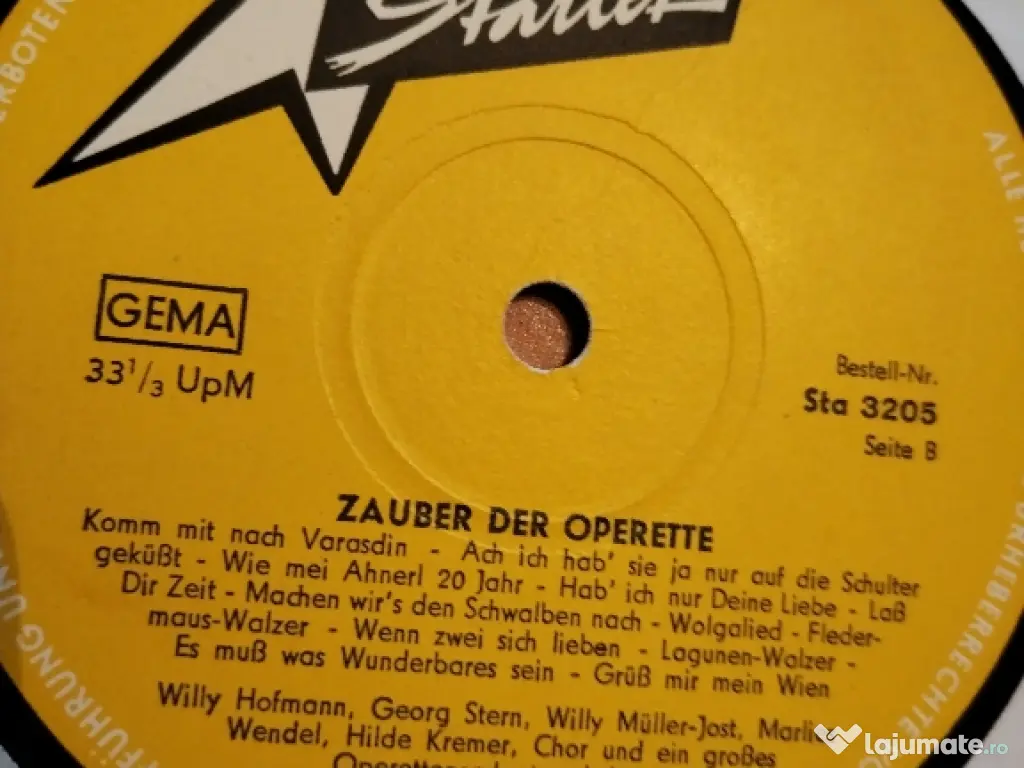 Starlet
GEMA
33 1/3 UpM
Bestell-Nr.
Sta 3205
Seite B
ZAUBER DER OPERETTE
Komm mit nach Varasdin - Ach ich hab' sie ja nur auf die Schulter
geküßt - Wie mei Ahnerl 20 Jahr - Hab' ich nur Deine Liebe - Laß
Dir Zeit - Machen wir's den Schwalben nach - Wolgalied - Fleder-
maus-Walzer - Wenn zwei sich lieben - Lagunen-Walzer -
Es muß was Wunderbares sein - Grüß mir mein Wien
Willy Hofmann, Georg Stern, Willy Müller-Jost,
Wendel, Hilde Kremer, Chor und ein großes
ALLE
lajumate.ro